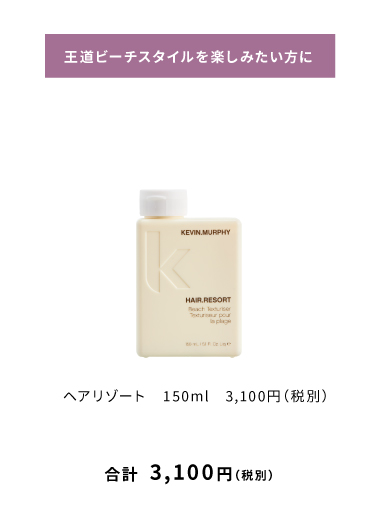 王道ビーチスタイルを楽しみたい方に
KEVIN.MURPHY
HAIR.RESORT
Beach texturiser
Texturiseur pour
la plage
ヘアリゾート 150ml 3,100円(税別)
合計 3,100円(税別)